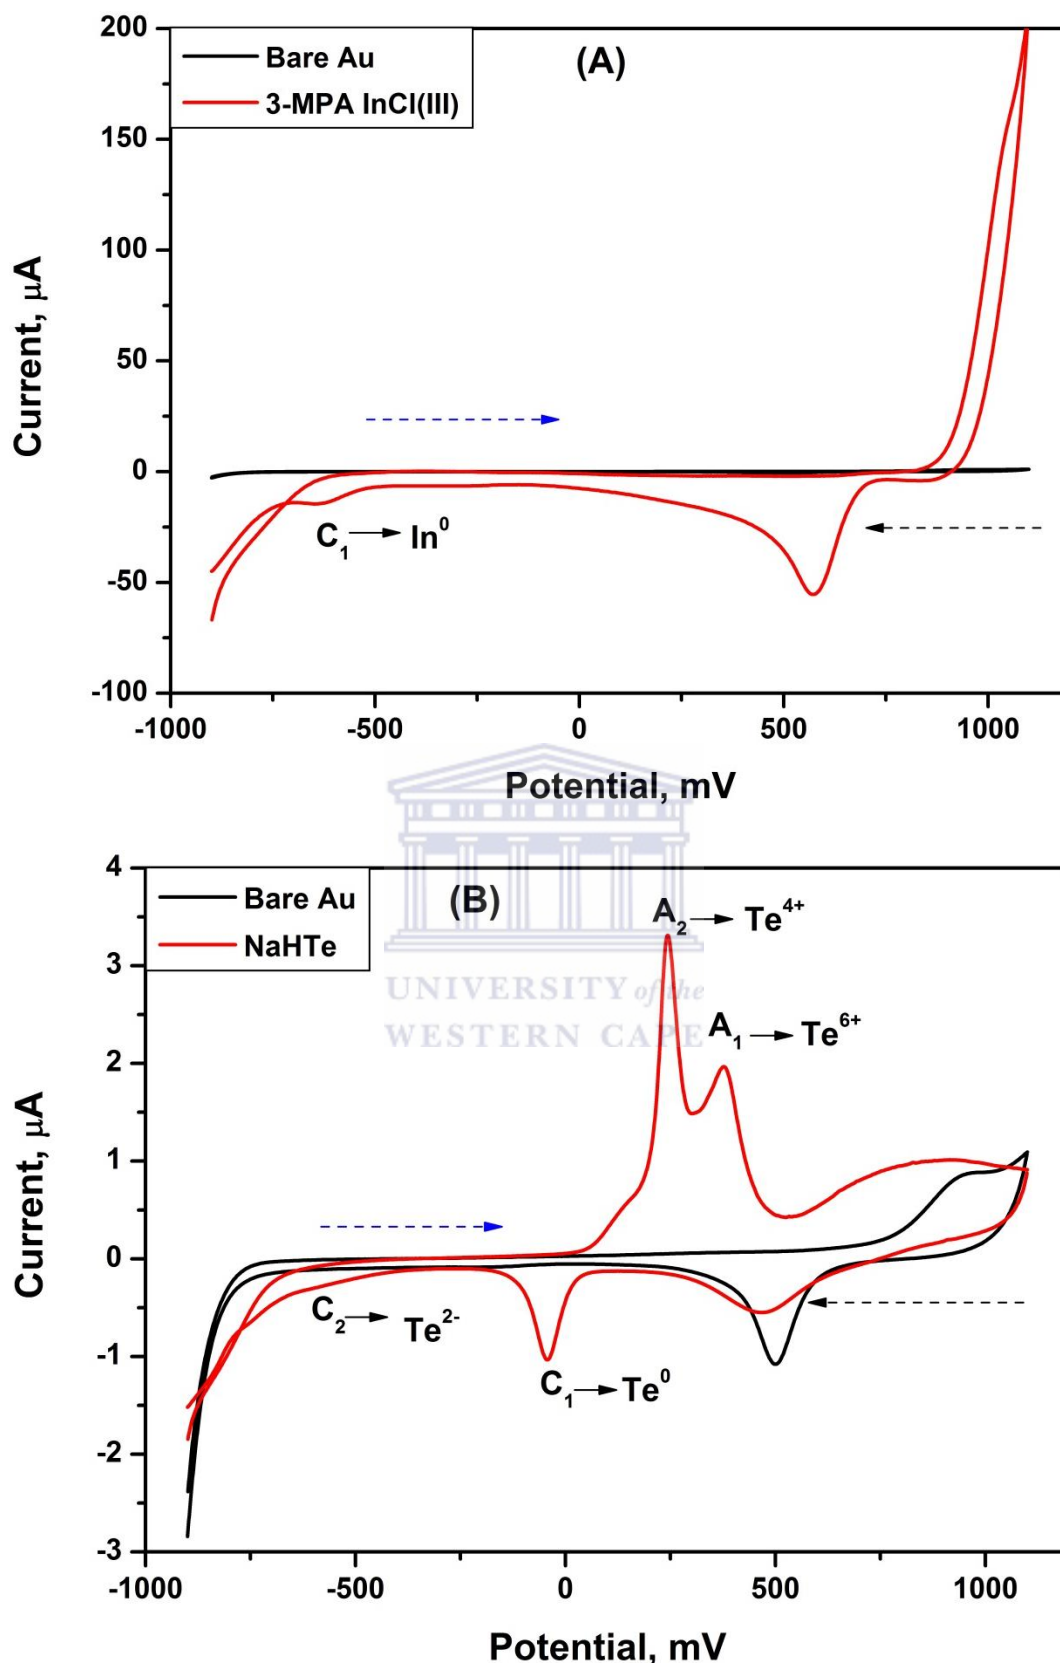 (A)
Bare Au
3-MPA InCl(III)
200
150
100
50
0
-50
-100
Current, μA
C₁ → In⁰
-1000 -500 0 500 1000
Potential, mV
(B)
Bare Au
NaHTe
4
3
2
1
0
-1
-2
-3
Current, μA
A₂ → Te⁴⁺
A₁ → Te⁶⁺
UNIVERSITY of the
WESTERN CAPE
C₂ → Te²⁻
C₁ → Te⁰
-1000 -500 0 500 1000
Potential, mV